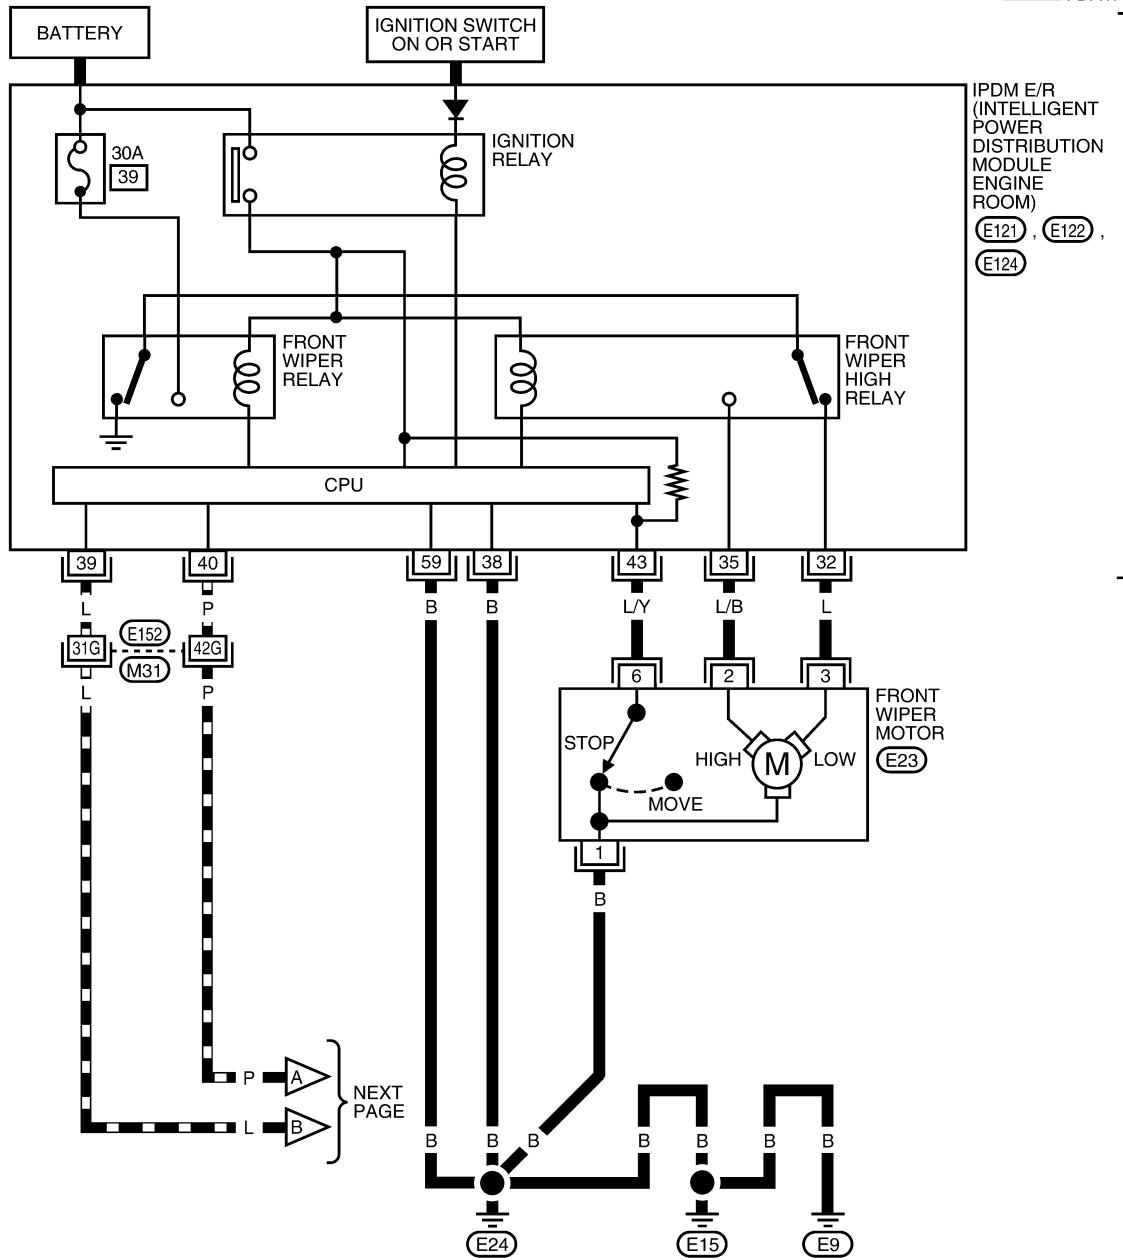 BATTERY
IGNITION SWITCH
ON OR START
IPDM E/R
(INTELLIGENT
POWER
DISTRIBUTION
MODULE
ENGINE
ROOM)
E121 , E122 ,
E124
30A
39
IGNITION
RELAY
FRONT
WIPER
RELAY
FRONT
WIPER
HIGH
RELAY
CPU
39 40 59 38 43 35 32
L P B B L/Y L/B L
31G E152 42G
M31
L P
6 2 3
FRONT
WIPER
MOTOR
E23
STOP
HIGH M LOW
MOVE
1
B
P A
L B
NEXT
PAGE
B B B B B B B
E24 E15 E9